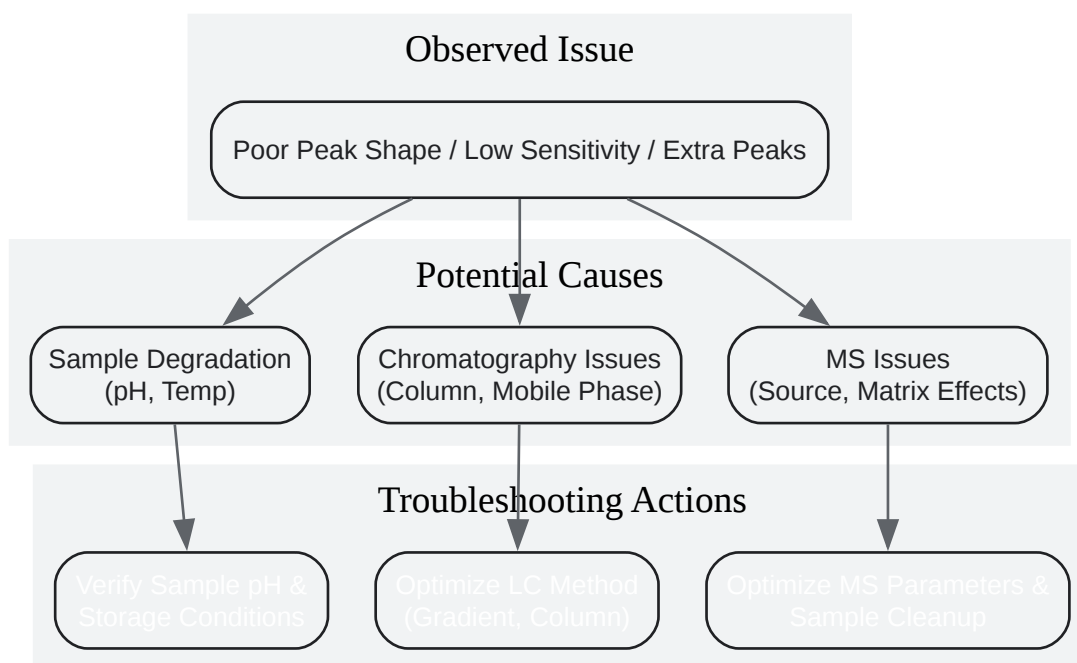 Observed Issue
Poor Peak Shape / Low Sensitivity / Extra Peaks
Potential Causes
Sample Degradation
(pH, Temp)
Chromatography Issues
(Column, Mobile Phase)
MS Issues
(Source, Matrix Effects)
Troubleshooting Actions
Verify Sample pH &
Storage Conditions
Optimize LC Method
(Gradient, Column)
Optimize MS Parameters &
Sample Cleanup